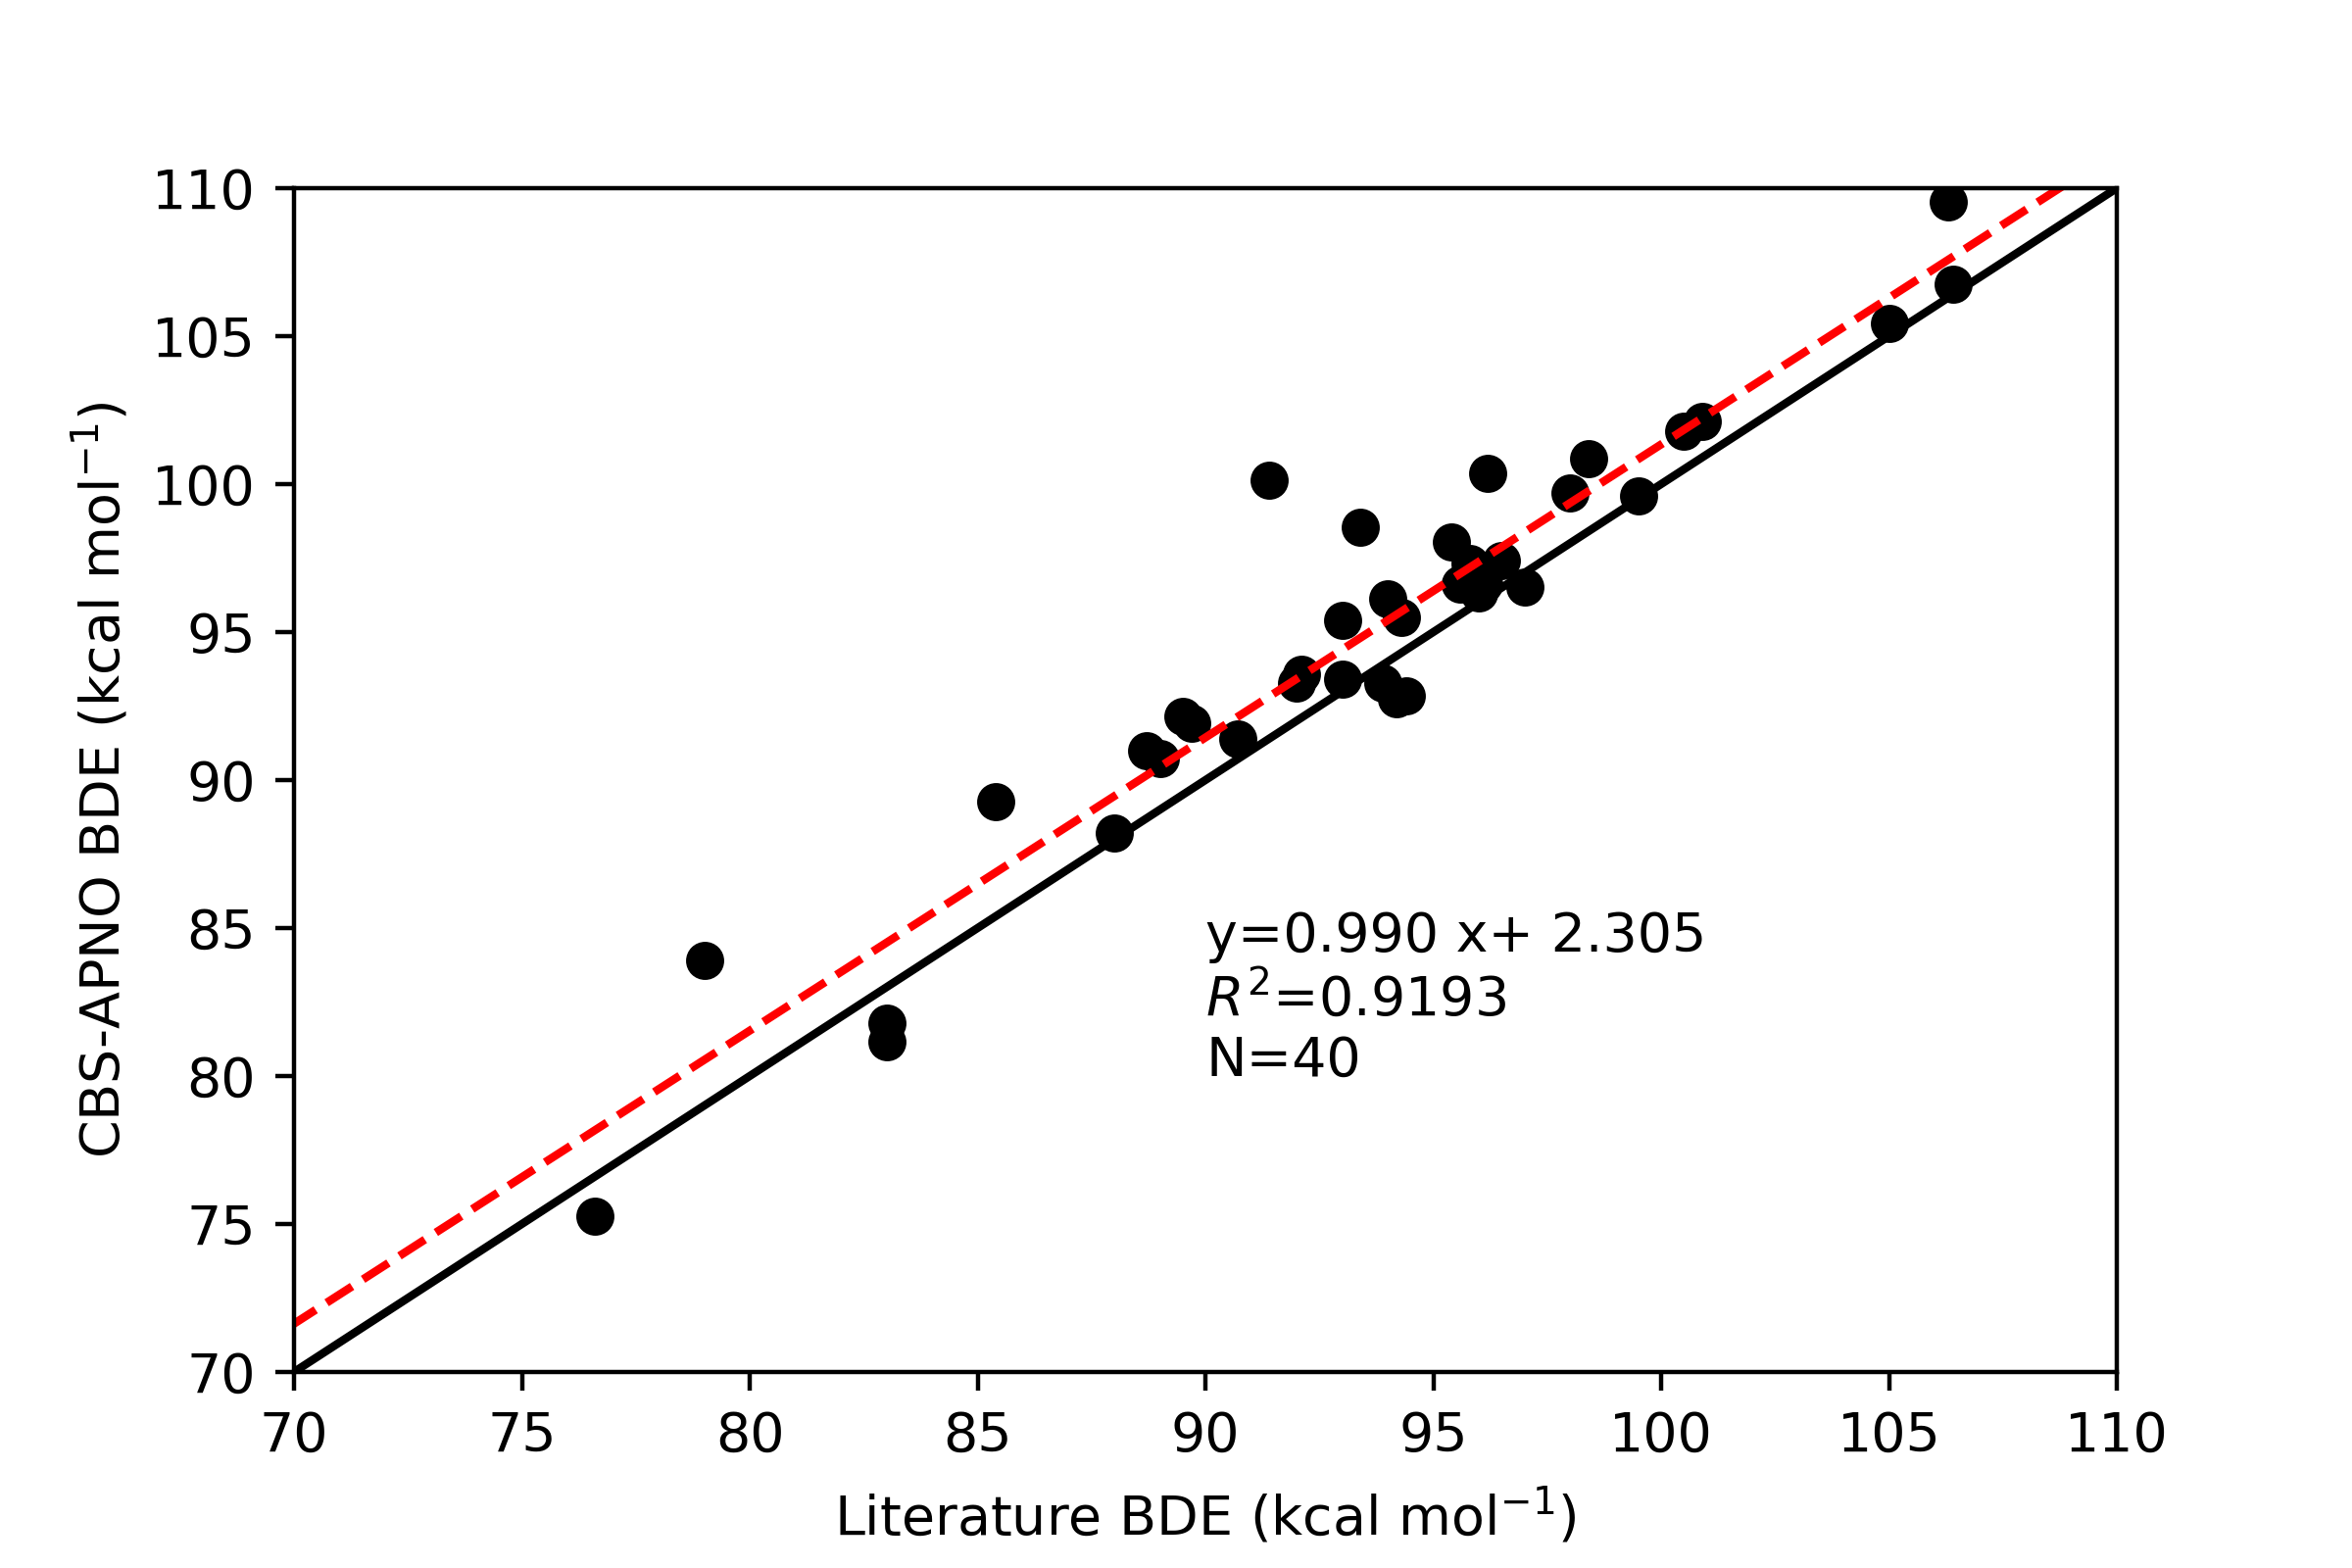 110
105
100
95
90
85
80
75
70
CBS-APNO BDE (kcal mol⁻¹)
y=0.990 x+ 2.305
R²=0.9193
N=40
70 75 80 85 90 95 100 105 110
Literature BDE (kcal mol⁻¹)